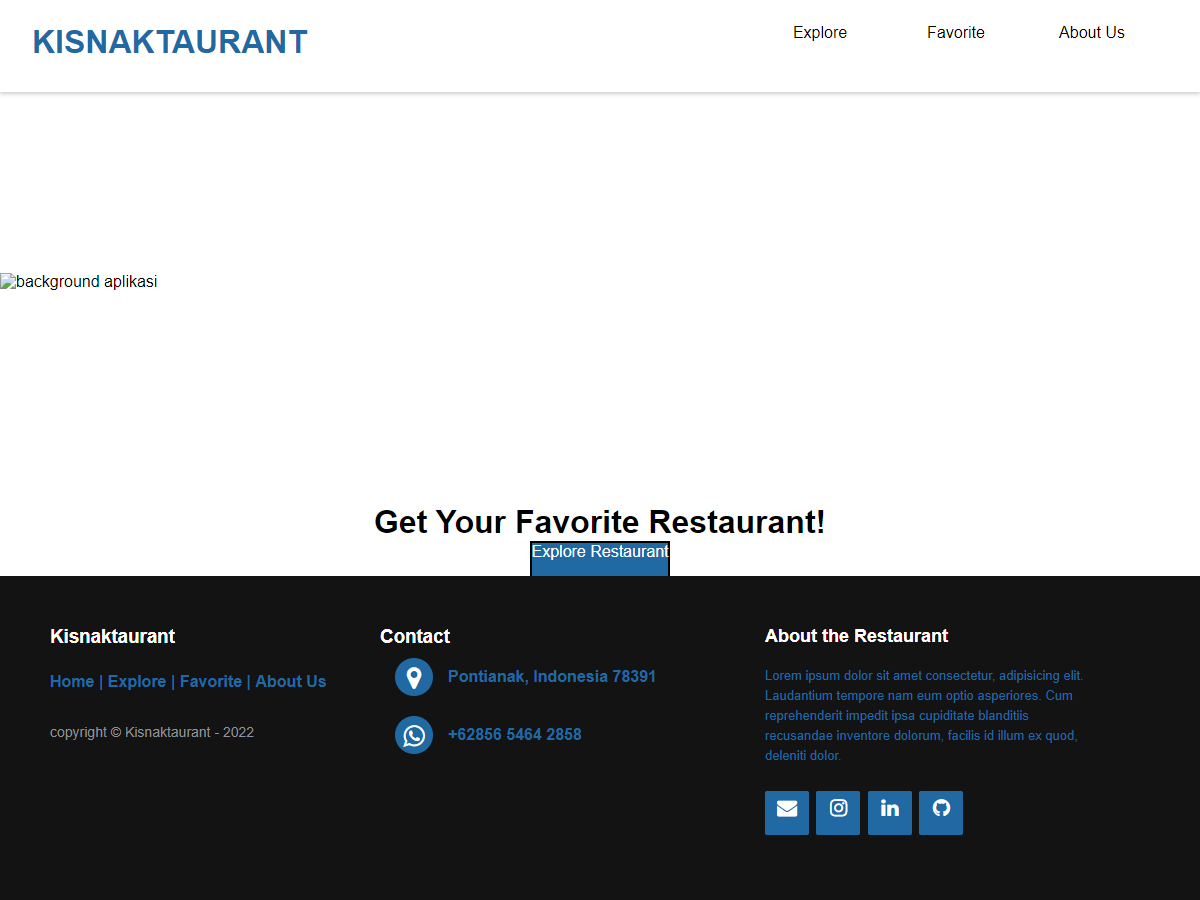 KISNAKTAURANT
Explore
Favorite
About Us
background aplikasi
Get Your Favorite Restaurant!
Explore Restaurant
Kisnaktaurant
Home | Explore | Favorite | About Us
copyright © Kisnaktaurant - 2022
Contact
Pontianak, Indonesia 78391
+62856 5464 2858
About the Restaurant
Lorem ipsum dolor sit amet consectetur, adipisicing elit.
Laudantium tempore nam eum optio asperiores. Cum
reprehenderit impedit ipsa cupiditate blanditiis
recusandae inventore dolorum, facilis id illum ex quod,
deleniti dolor.